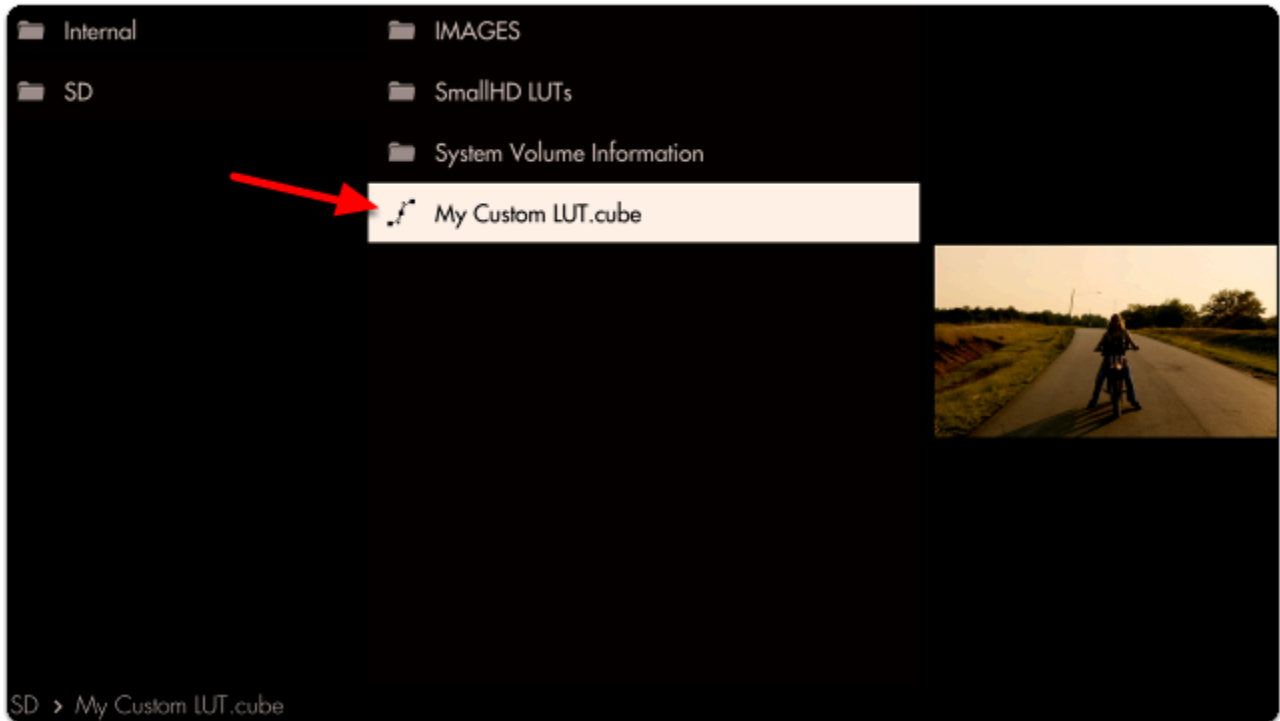 Internal
SD
IMAGES
SmallHD LUTs
System Volume Information
My Custom LUT.cube
SD > My Custom LUT.cube